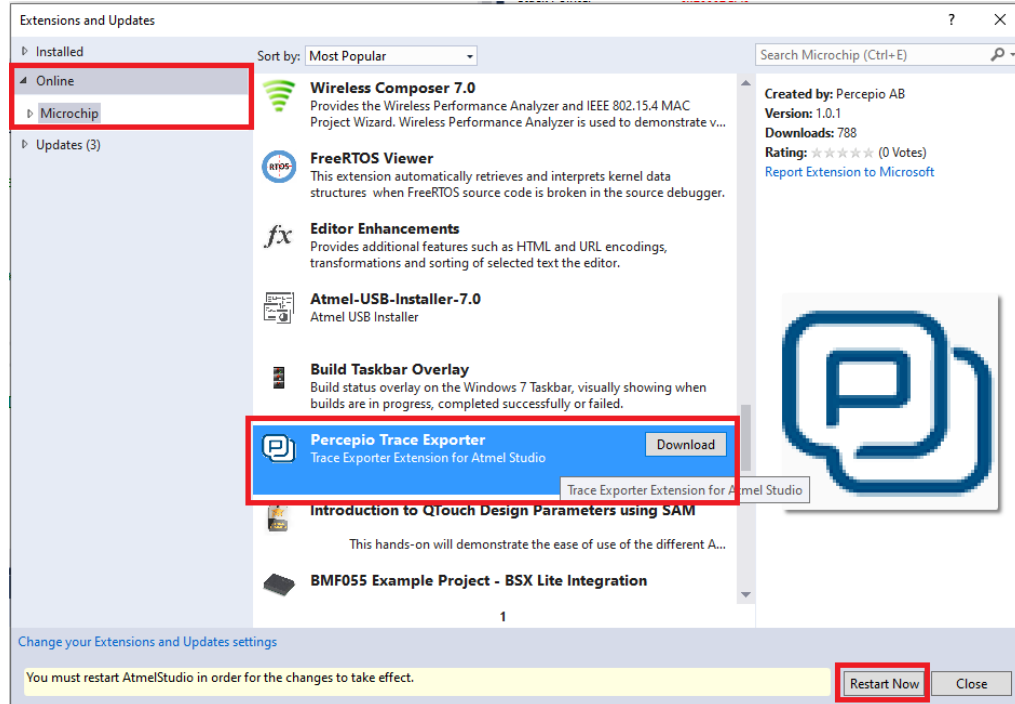 Extensions and Updates
? X
Installed
Online
Microchip
Updates (3)
Sort by: Most Popular
Search Microchip (Ctrl+E)
Wireless Composer 7.0
Provides the Wireless Performance Analyzer and IEEE 802.15.4 MAC
Project Wizard. Wireless Performance Analyzer is used to demonstrate v...
RTOS
FreeRTOS Viewer
This extension automatically retrieves and interprets kernel data
structures when FreeRTOS source code is broken in the source debugger.
fx
Editor Enhancements
Provides additional features such as HTML and URL encodings,
transformations and sorting of selected text the editor.
Atmel-USB-Installer-7.0
Atmel USB Installer
Build Taskbar Overlay
Build status overlay on the Windows 7 Taskbar, visually showing when
builds are in progress, completed successfully or failed.
Percepio Trace Exporter
Trace Exporter Extension for Atmel Studio
Download
Trace Exporter Extension for Atmel Studio
Introduction to QTouch Design Parameters using SAM
This hands-on will demonstrate the ease of use of the different A...
BMF055 Example Project - BSX Lite Integration
1
Created by: Percepio AB
Version: 1.0.1
Downloads: 788
Rating: (0 Votes)
Report Extension to Microsoft
Change your Extensions and Updates settings
You must restart AtmelStudio in order for the changes to take effect.
Restart Now
Close